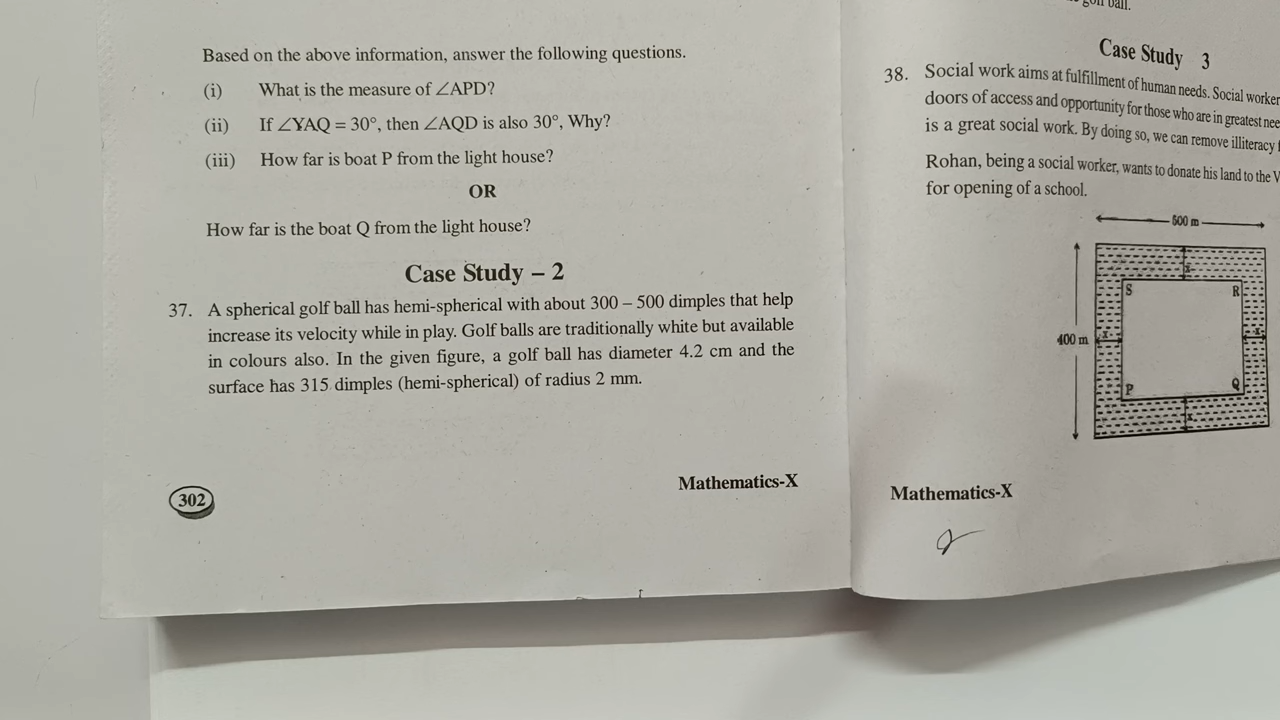 Based on the above information, answer the following questions.
(i) What is the measure of ∠APD?
(ii) If ∠YAQ = 30°, then ∠AQD is also 30°, Why?
(iii) How far is boat P from the light house?
OR
How far is the boat Q from the light house?
Case Study – 2
37. A spherical golf ball has hemi-spherical with about 300 – 500 dimples that help
increase its velocity while in play. Golf balls are traditionally white but available
in colours also. In the given figure, a golf ball has diameter 4.2 cm and the
surface has 315 dimples (hemi-spherical) of radius 2 mm.
302
Mathematics-X
golf ball.
Case Study 3
38. Social work aims at fulfillment of human needs. Social worker
doors of access and opportunity for those who are in greatest nee
is a great social work. By doing so, we can remove illiteracy f
Rohan, being a social worker, wants to donate his land to the V
for opening of a school.
500 m
x
S R
400 m x x
P Q
x
Mathematics-X